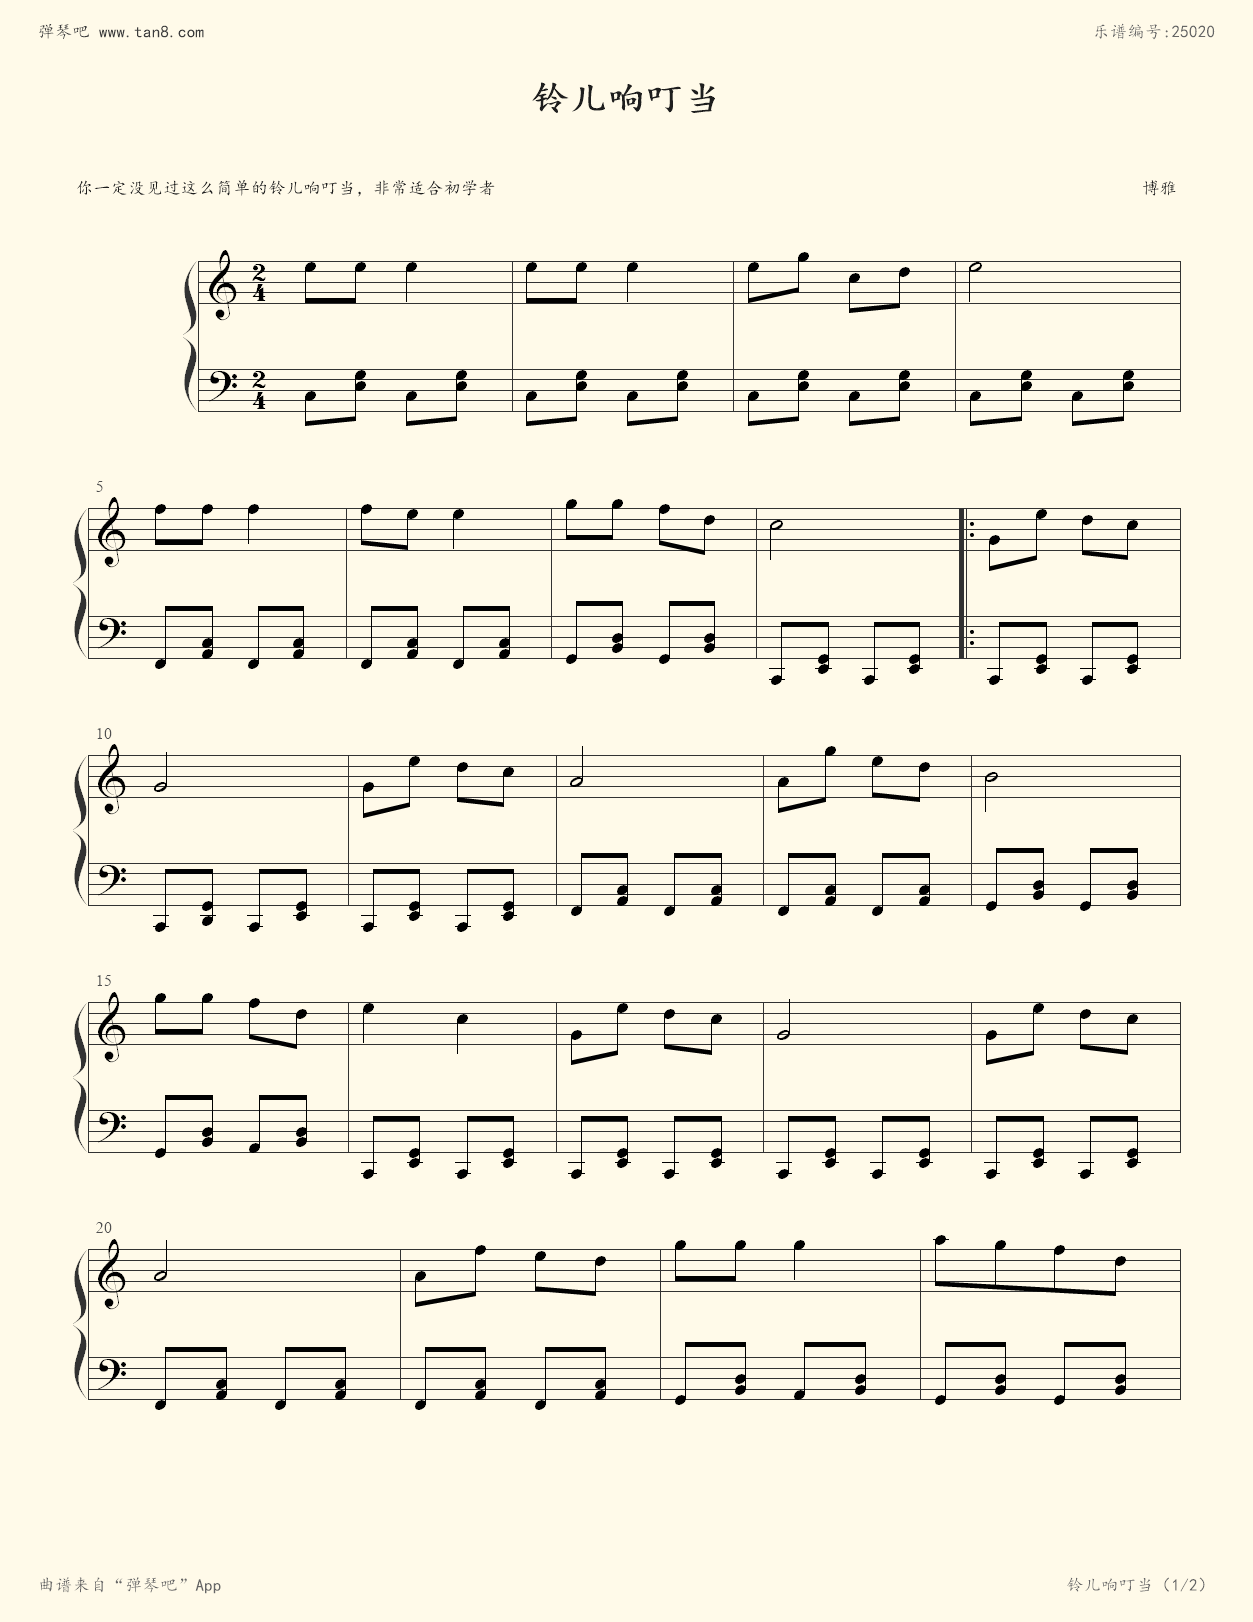 弹琴吧 www.tan8.com
乐谱编号:25020
铃儿响叮当
你一定没见过这么简单的铃儿响叮当，非常适合初学者
博雅
2 4
2 4
5
10
15
20
曲谱来自“弹琴吧”App
铃儿响叮当（1/2）